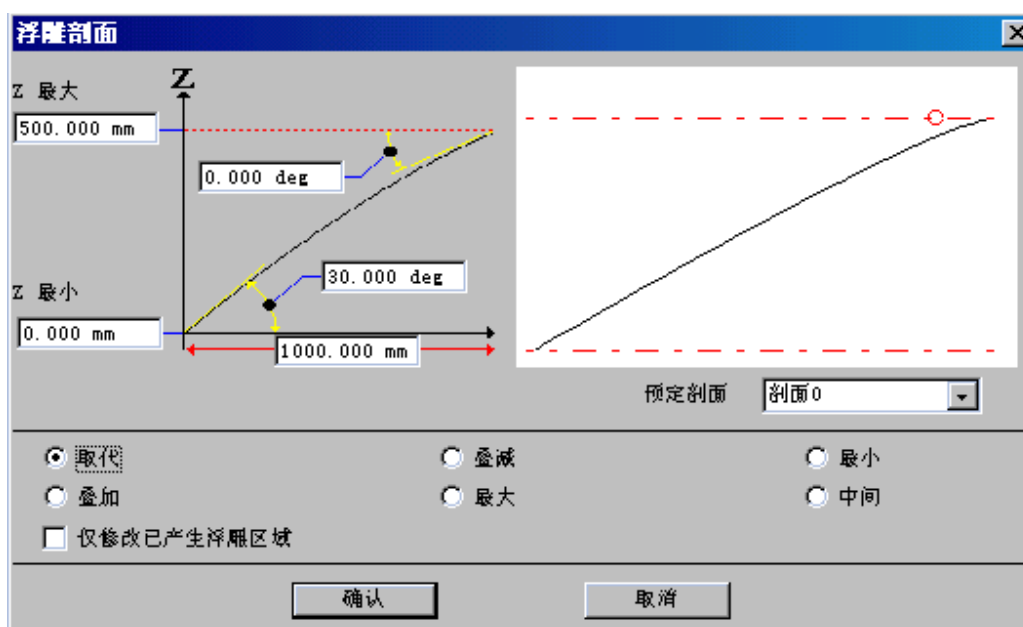 浮雕剖面
Z
Z 最大
500.000 mm
0.000 deg
30.000 deg
Z 最小
0.000 mm
1000.000 mm
预定剖面 剖面0
取代 叠减 最小
叠加 最大 中间
仅修改已产生浮雕区域
确认 取消